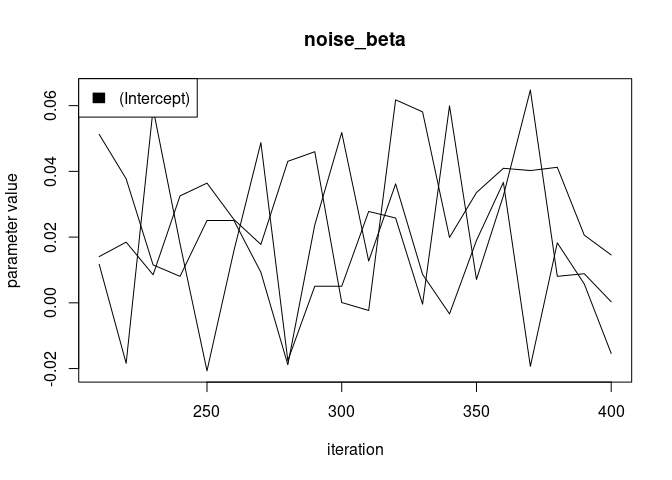 noise_beta
(Intercept)
parameter value
0.06
0.04
0.02
0.00
-0.02
250 300 350 400
iteration